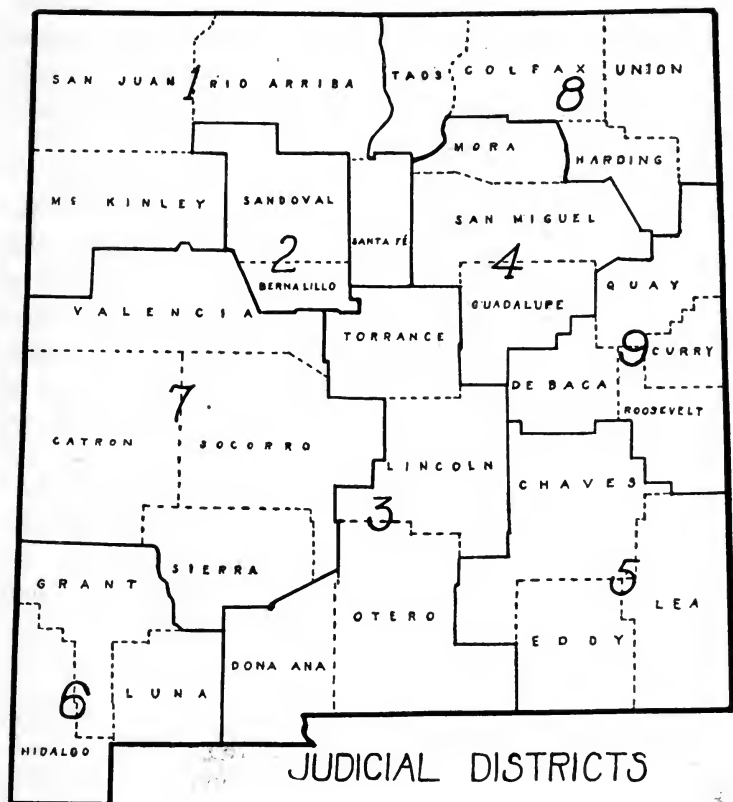 SAN JUAN 1 RIO ARRIBA TAOS COLFAX 8 UNION
MORA HARDING
MC KINLEY SANDOVAL SANTA FÉ SAN MIGUEL
2 BERNALILLO 4 GUADALUPE QUAY
VALENCIA TORRANCE 9 CURRY
DE BACA ROOSEVELT
7
CATRON SOCORRO LINCOLN CHAVES
3
SIERRA
GRANT OTERO 5 LEA
EDDY
DONA ANA
6 LUNA
HIDALGO
JUDICIAL DISTRICTS